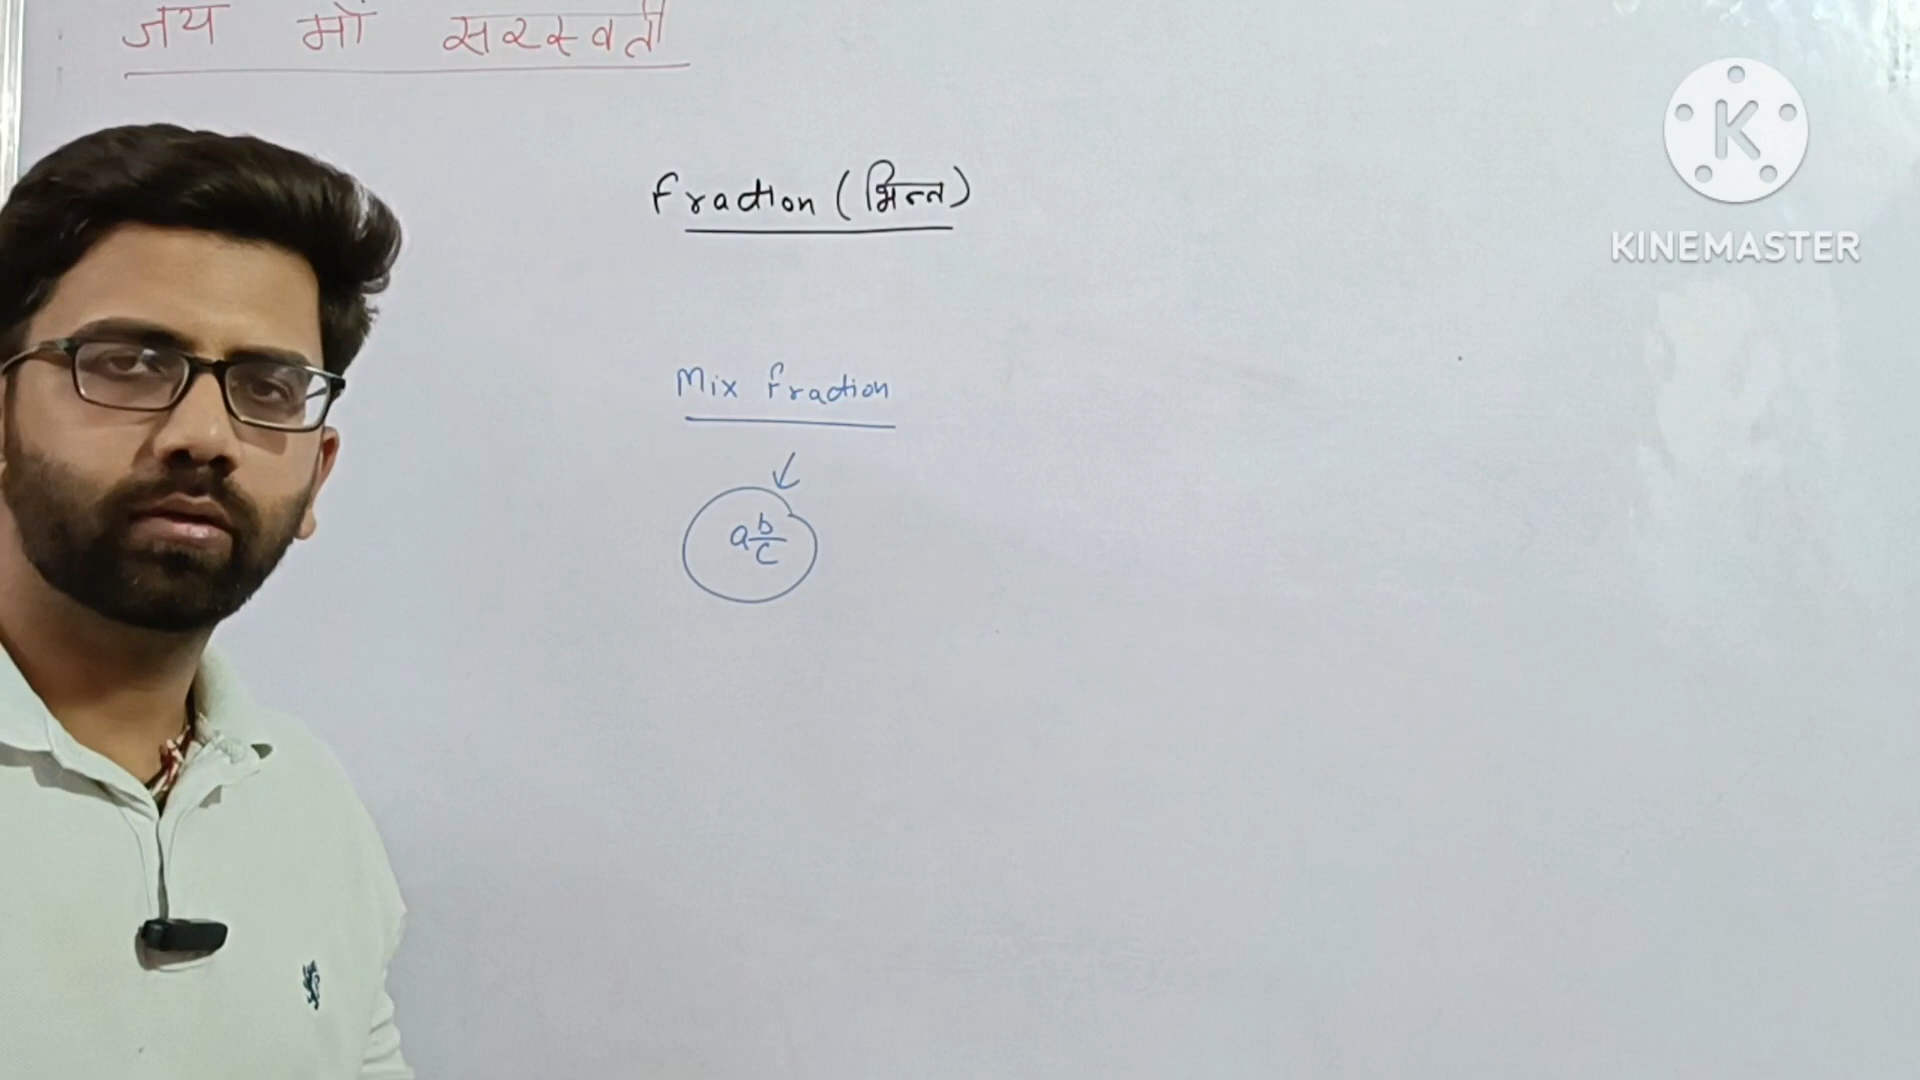 जय माँ सरस्वती
Fraction (भिन्न)
KINEMASTER
Mix Fraction
a b/c